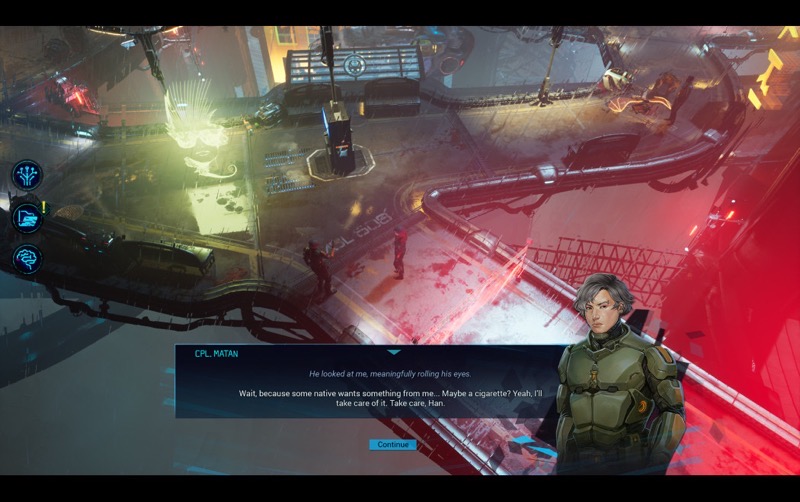 CPL. MATAN
He looked at me, meaningfully rolling his eyes.
Wait, because some native wants something from me... Maybe a cigarette? Yeah, I'll
take care of it. Take care, Han.
Continue